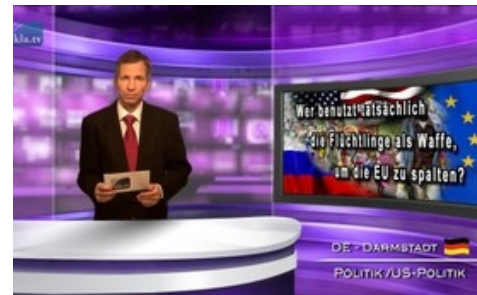 kla.tv
Wer benutzt tatsächlich
die Flüchtlinge als Waffe,
um die EU zu spalten?
DE - DARMSTADT
POLITIK/US-POLITIK